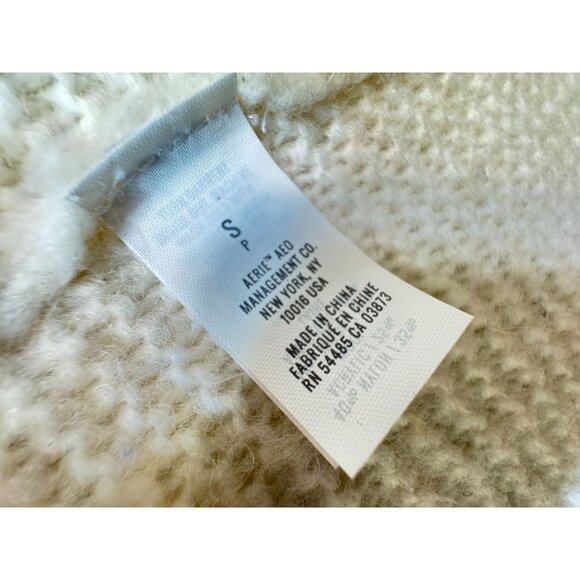 S
P
AERIE™ AEO
MANAGEMENT CO.
NEW YORK, NY
10016 USA
MADE IN CHINA
FABRIQUÉ EN CHINE
RN 54485 CA 03873